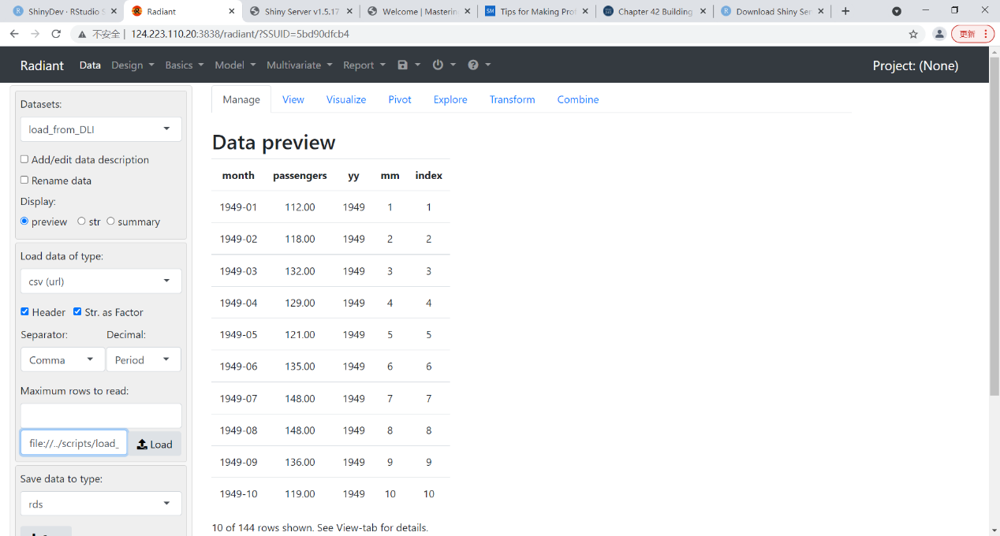 ShinyDev · RStudio S
Radiant
Shiny Server v1.5.17
Welcome | Masterin
Tips for Making Pro
Chapter 42 Building
Download Shiny Ser
不安全 | 124.223.110.20:3838/radiant/?SSUID=5bd90dfcb4
更新
Radiant Data Design Basics Model Multivariate Report Project: (None)
Manage View Visualize Pivot Explore Transform Combine
Datasets:
load_from_DLI
Add/edit data description
Rename data
Display:
preview str summary
Load data of type:
csv (url)
Header Str. as Factor
Separator: Decimal:
Comma Period
Maximum rows to read:
file://../scripts/load_ Load
Save data to type:
rds
Data preview
month passengers yy mm index
1949-01 112.00 1949 1 1
1949-02 118.00 1949 2 2
1949-03 132.00 1949 3 3
1949-04 129.00 1949 4 4
1949-05 121.00 1949 5 5
1949-06 135.00 1949 6 6
1949-07 148.00 1949 7 7
1949-08 148.00 1949 8 8
1949-09 136.00 1949 9 9
1949-10 119.00 1949 10 10
10 of 144 rows shown. See View-tab for details.